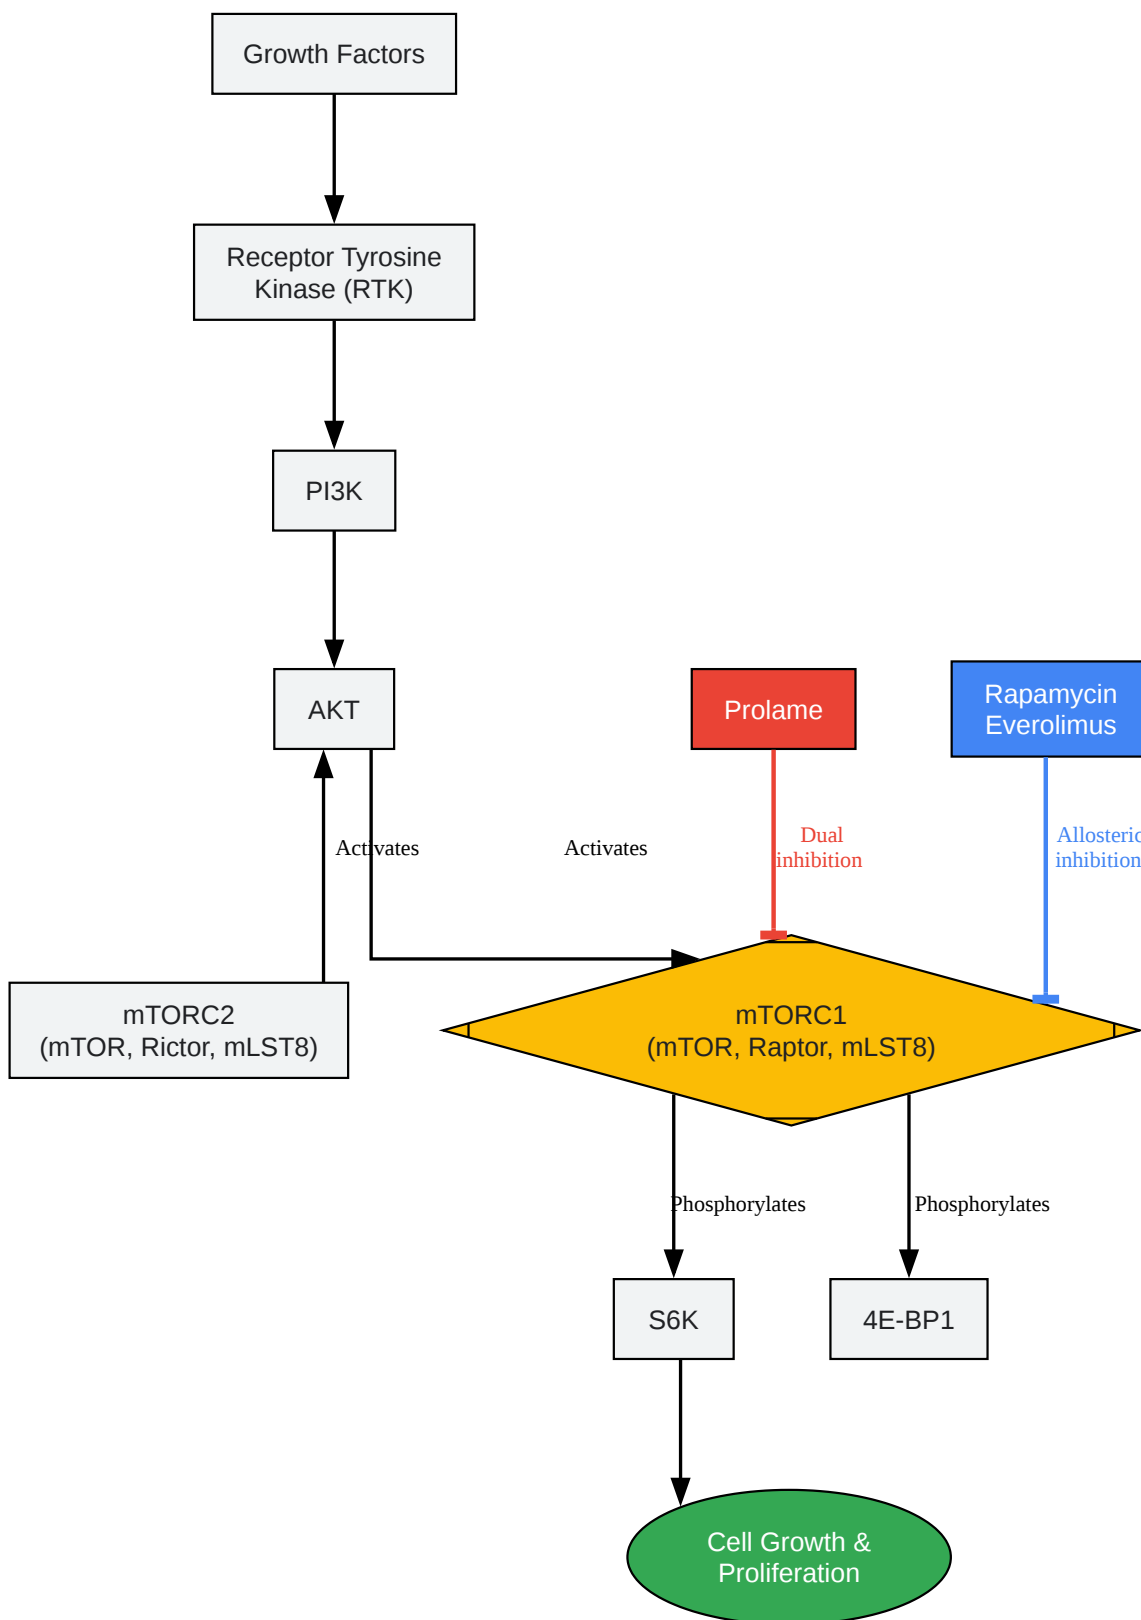 Growth Factors
Receptor Tyrosine
Kinase (RTK)
PI3K
AKT
Prolame
Rapamycin
Everolimus
Activates
Activates
Dual
inhibition
Allosteric
inhibition
mTORC2
(mTOR, Rictor, mLST8)
mTORC1
(mTOR, Raptor, mLST8)
Phosphorylates
Phosphorylates
S6K
4E-BP1
Cell Growth &
Proliferation